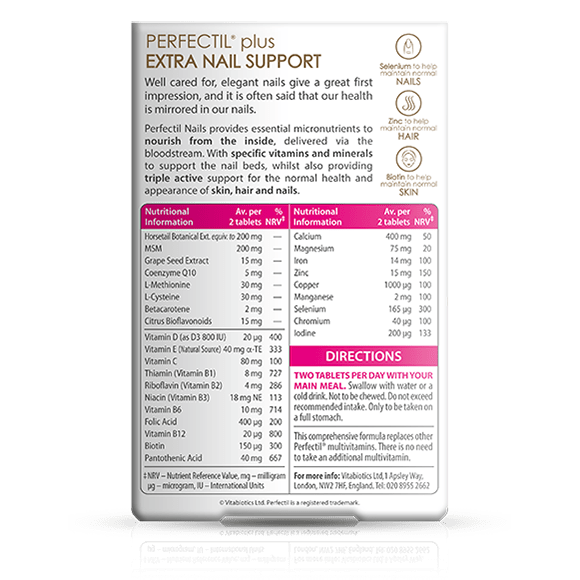 PERFECTIL® plus
EXTRA NAIL SUPPORT
Well cared for, elegant nails give a great first
impression, and it is often said that our health
is mirrored in our nails.
Perfectil Nails provides essential micronutrients to
nourish from the inside, delivered via the
bloodstream. With specific vitamins and minerals
to support the nail beds, whilst also providing
triple active support for the normal health and
appearance of skin, hair and nails.
Selenium to help
maintain normal
NAILS
Zinc to help
maintain normal
HAIR
Biotin to help
maintain normal
SKIN
Nutritional Av. per %
Information 2 tablets NRV‡
Horsetail Botanical Ext. equiv. to 200 mg —
MSM 200 mg —
Grape Seed Extract 15 mg —
Coenzyme Q10 5 mg —
L-Methionine 30 mg —
L-Cysteine 30 mg —
Betacarotene 2 mg —
Citrus Bioflavonoids 15 mg —
Vitamin D (as D3 800 IU) 20 µg 400
Vitamin E (Natural Source) 40 mg α-TE 333
Vitamin C 80 mg 100
Thiamin (Vitamin B1) 8 mg 727
Riboflavin (Vitamin B2) 4 mg 286
Niacin (Vitamin B3) 18 mg NE 113
Vitamin B6 10 mg 714
Folic Acid 400 µg 200
Vitamin B12 20 µg 800
Biotin 150 µg 300
Pantothenic Acid 40 mg 667
‡ NRV – Nutrient Reference Value, mg – milligram
µg – microgram, IU – International Units
Nutritional Av. per %
Information 2 tablets NRV‡
Calcium 400 mg 50
Magnesium 75 mg 20
Iron 14 mg 100
Zinc 15 mg 150
Copper 1000 µg 100
Manganese 2 mg 100
Selenium 165 µg 300
Chromium 40 µg 100
Iodine 200 µg 133
DIRECTIONS
TWO TABLETS PER DAY WITH YOUR
MAIN MEAL. Swallow with water or a
cold drink. Not to be chewed. Do not exceed
recommended intake. Only to be taken on
a full stomach.
This comprehensive formula replaces other
Perfectil® multivitamins. There is no need
to take an additional multivitamin.
For more info: Vitabiotics Ltd, 1 Apsley Way,
London, NW2 7HF, England. Tel: 020 8955 2662
© Vitabiotics Ltd. Perfectil is a registered trademark.